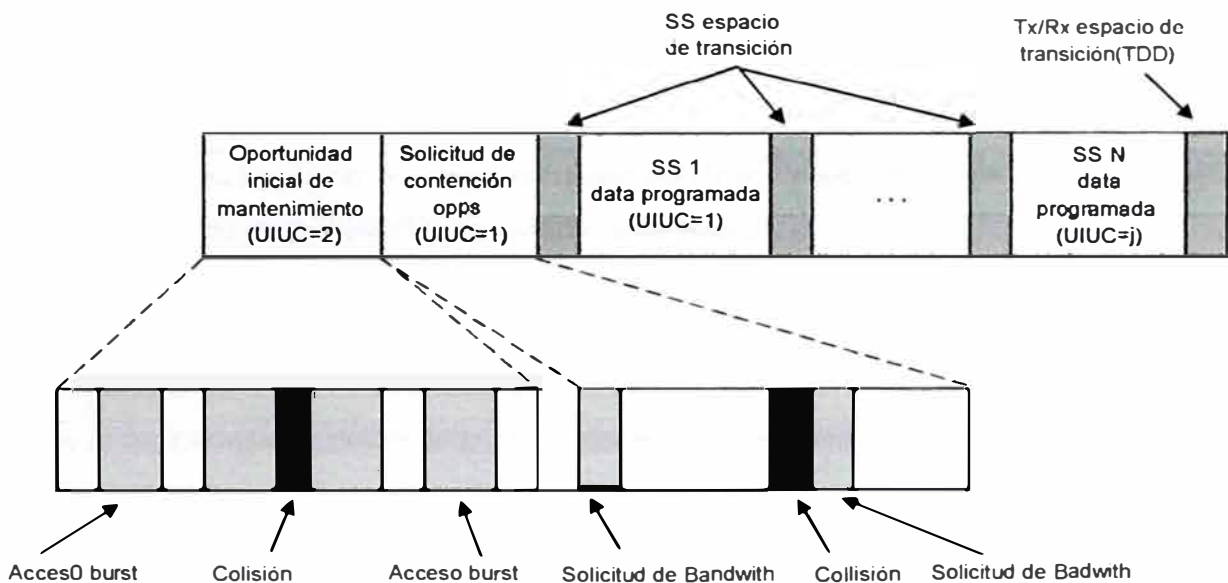 SS espacio
de transición
Tx/Rx espacio de
transición(TDD)
Oportunidad
inicial de
mantenimiento
(UIUC=2)
Solicitud de
contención
opps
(UIUC=1)
SS 1
data programada
(UIUC=1)
...
SS N
data
programada
(UIUC=j)
Acces0 burst
Colisión
Acceso burst
Solicitud de Bandwith
Collisión
Solicitud de Badwith